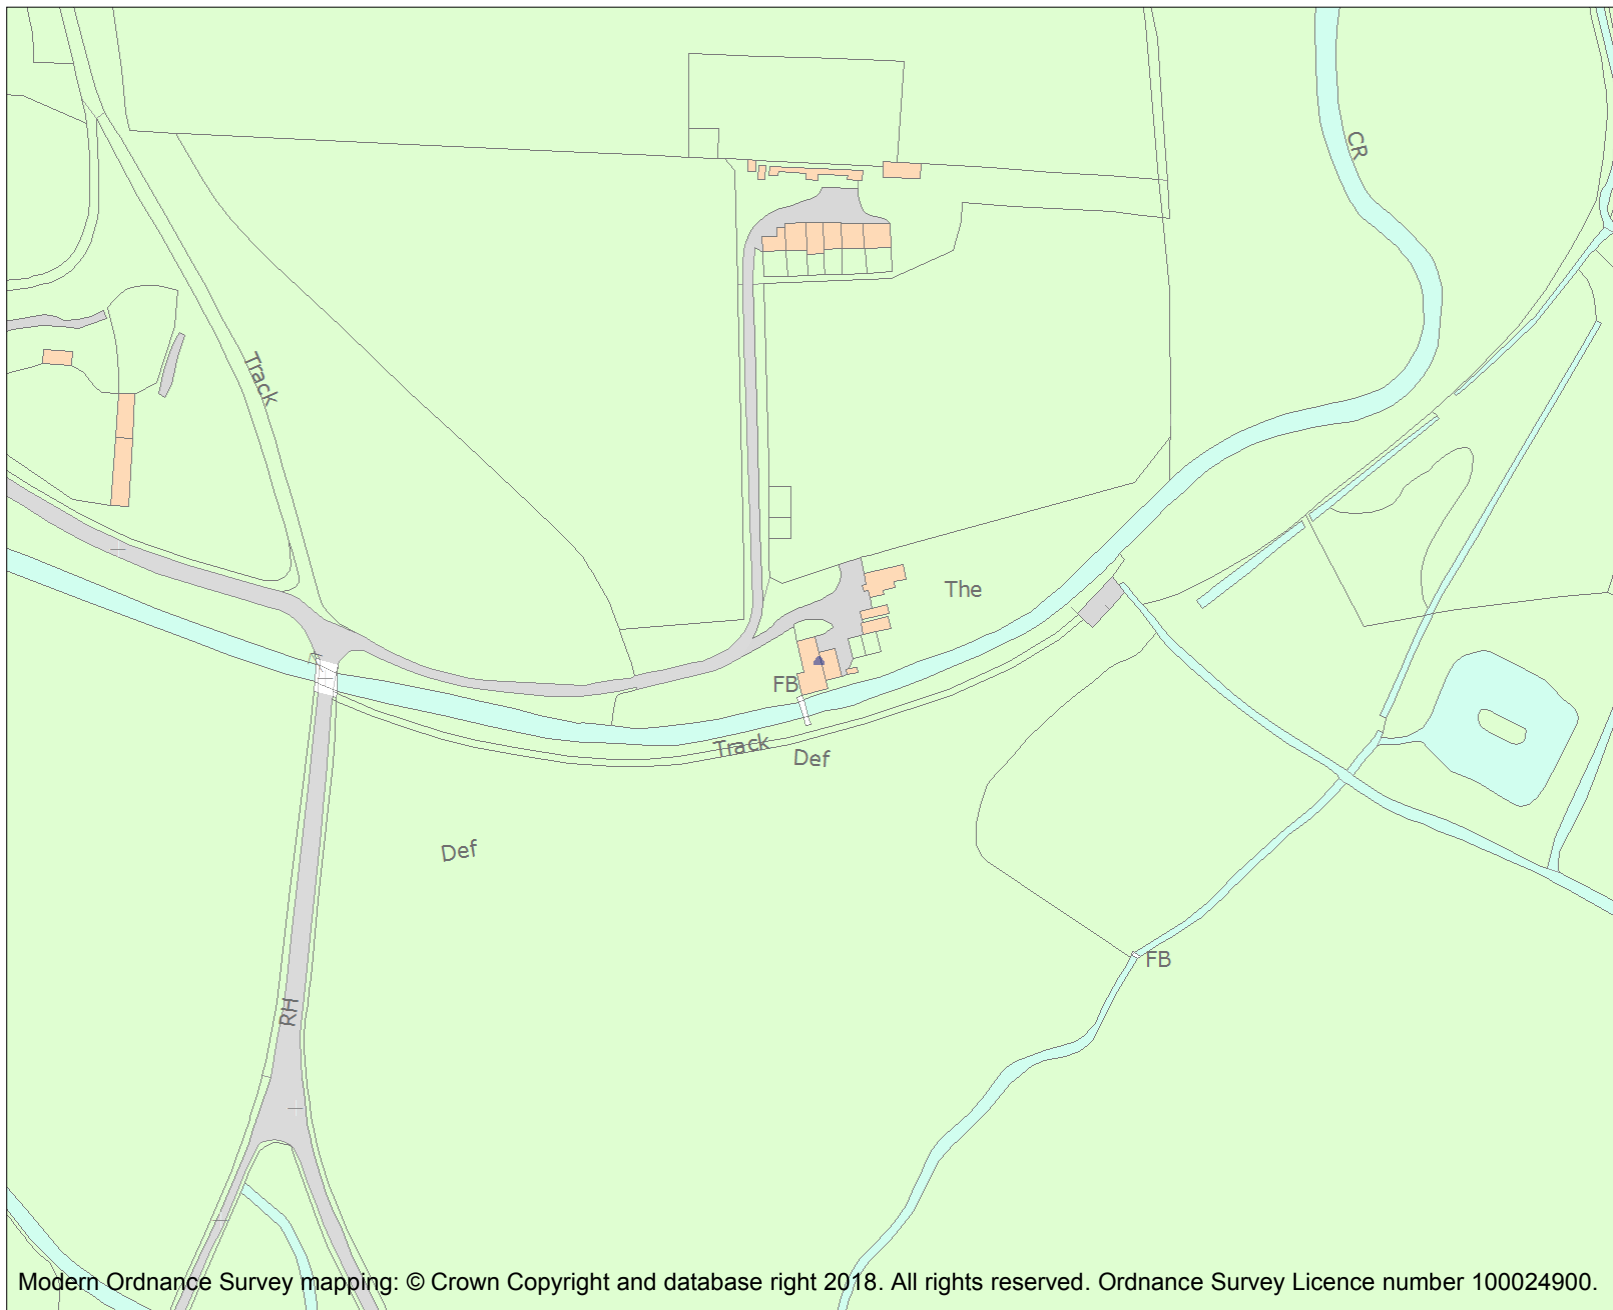 CR
Track
The
FB
Track
Def
Def
FB
RH
Modern Ordnance Survey mapping: © Crown Copyright and database right 2018. All rights reserved. Ordnance Survey Licence number 100024900.